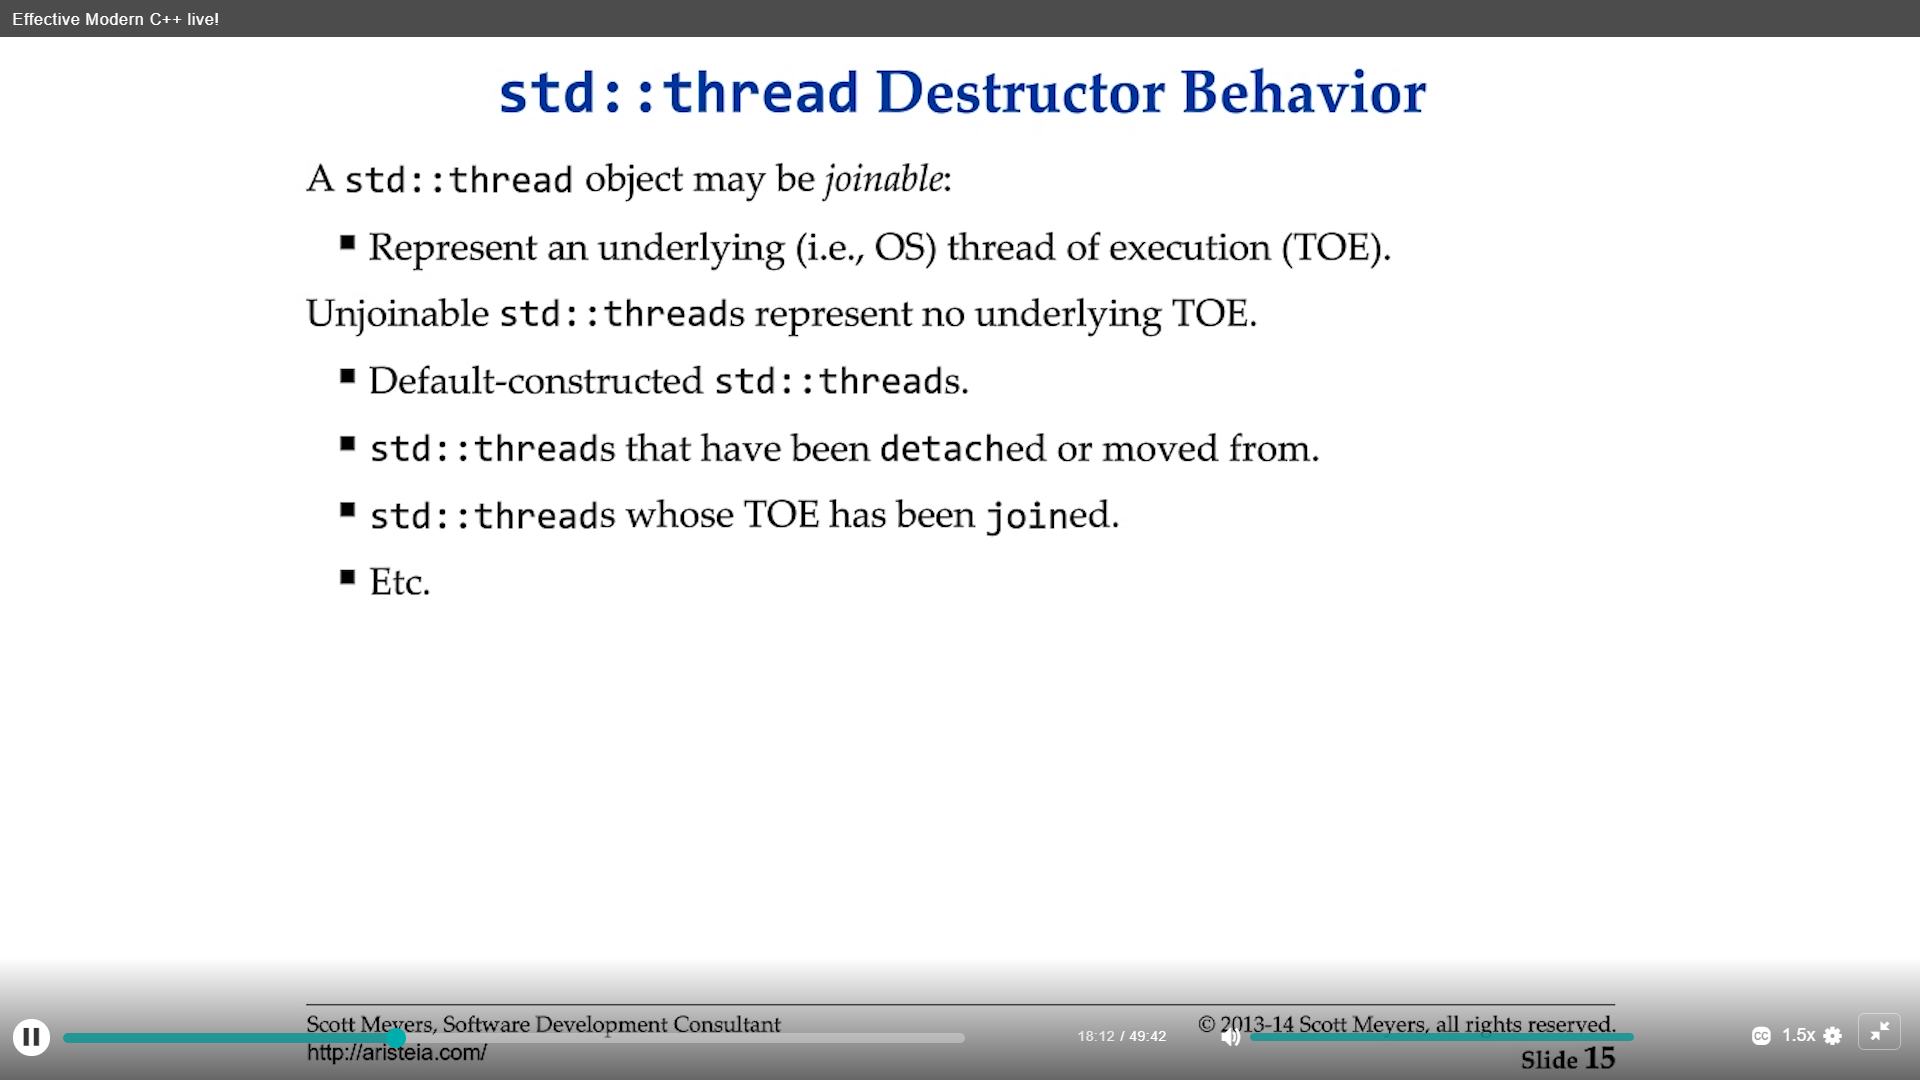 Effective Modern C++ live!
std::thread Destructor Behavior
A std::thread object may be joinable:
▪ Represent an underlying (i.e., OS) thread of execution (TOE).
Unjoinable std::threads represent no underlying TOE.
▪ Default-constructed std::threads.
▪ std::threads that have been detached or moved from.
▪ std::threads whose TOE has been joined.
▪ Etc.
Scott Meyers, Software Development Consultant
http://aristeia.com/
18:12 / 49:42
© 2013-14 Scott Meyers, all rights reserved.
Slide 15
CC 1.5x